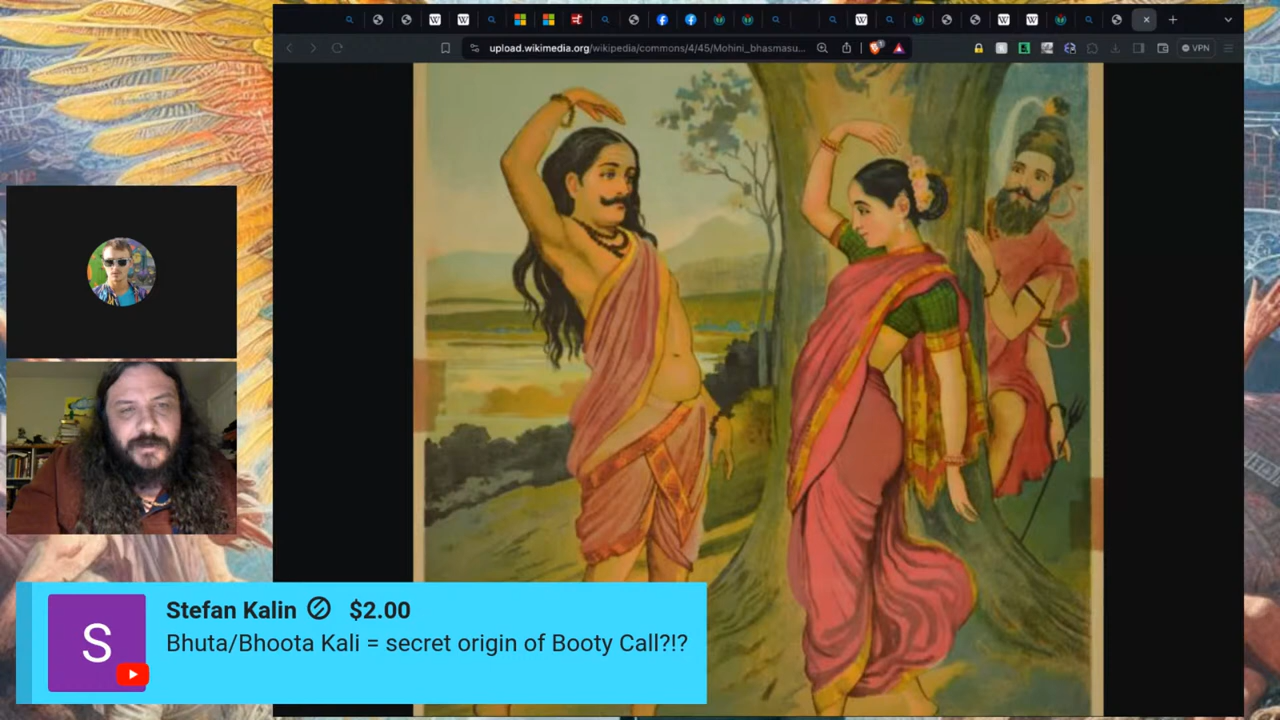 upload.wikimedia.org/wikipedia/commons/4/45/Mohini_bhasmasu...
VPN
W W W W W
S
Stefan Kalin $2.00
Bhuta/Bhoota Kali = secret origin of Booty Call?!?